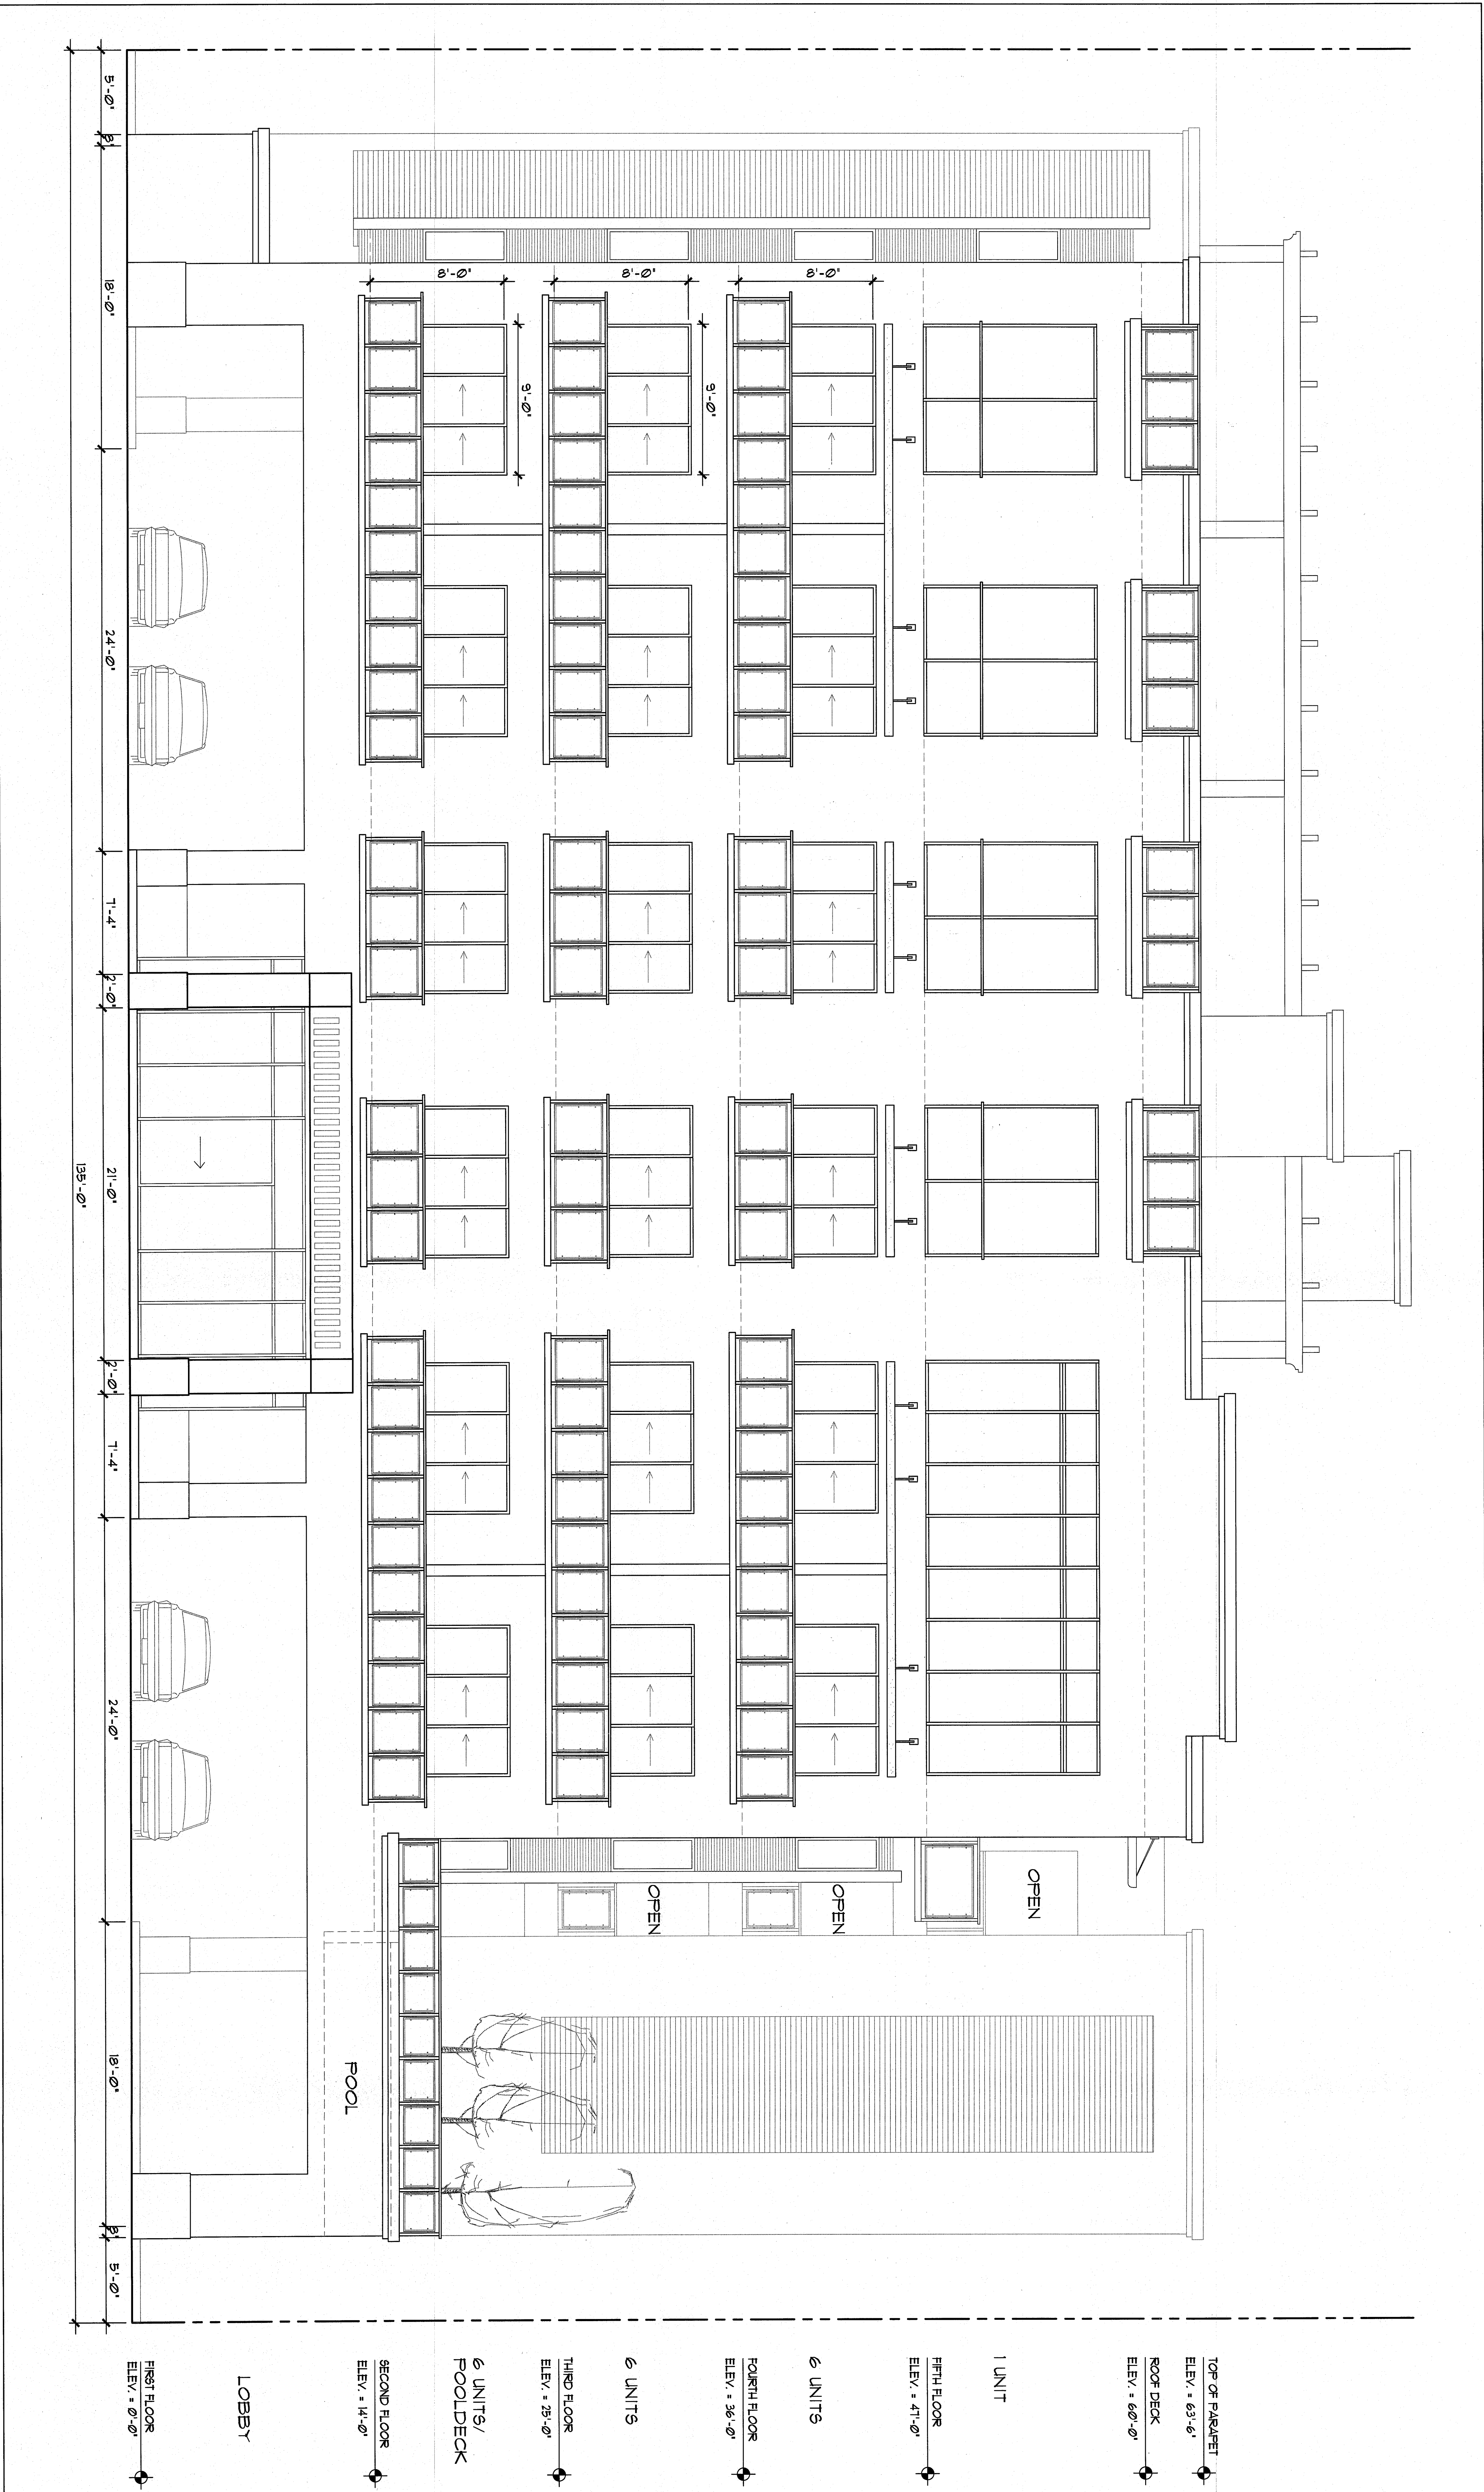 TOP OF PARAPET
ELEV. = 63'-6"
ROOF DECK
ELEV. = 60'-0"
1 UNIT
FIFTH FLOOR
ELEV. = 47'-0"
6 UNITS
FOURTH FLOOR
ELEV. = 36'-0"
6 UNITS
THIRD FLOOR
ELEV. = 25'-0"
6 UNITS/
POOLDECK
SECOND FLOOR
ELEV. = 14'-0"
LOBBY
FIRST FLOOR
ELEV. = 0'-0"
OPEN
OPEN
OPEN
POOL
8'-0"
8'-0"
8'-0"
9'-0"
9'-0"
5'-0"
8"
18'-0"
24'-0"
7'-4"
2'-0"
21'-0"
2'-0"
7'-4"
24'-0"
18'-0"
8"
5'-0"
135'-0"